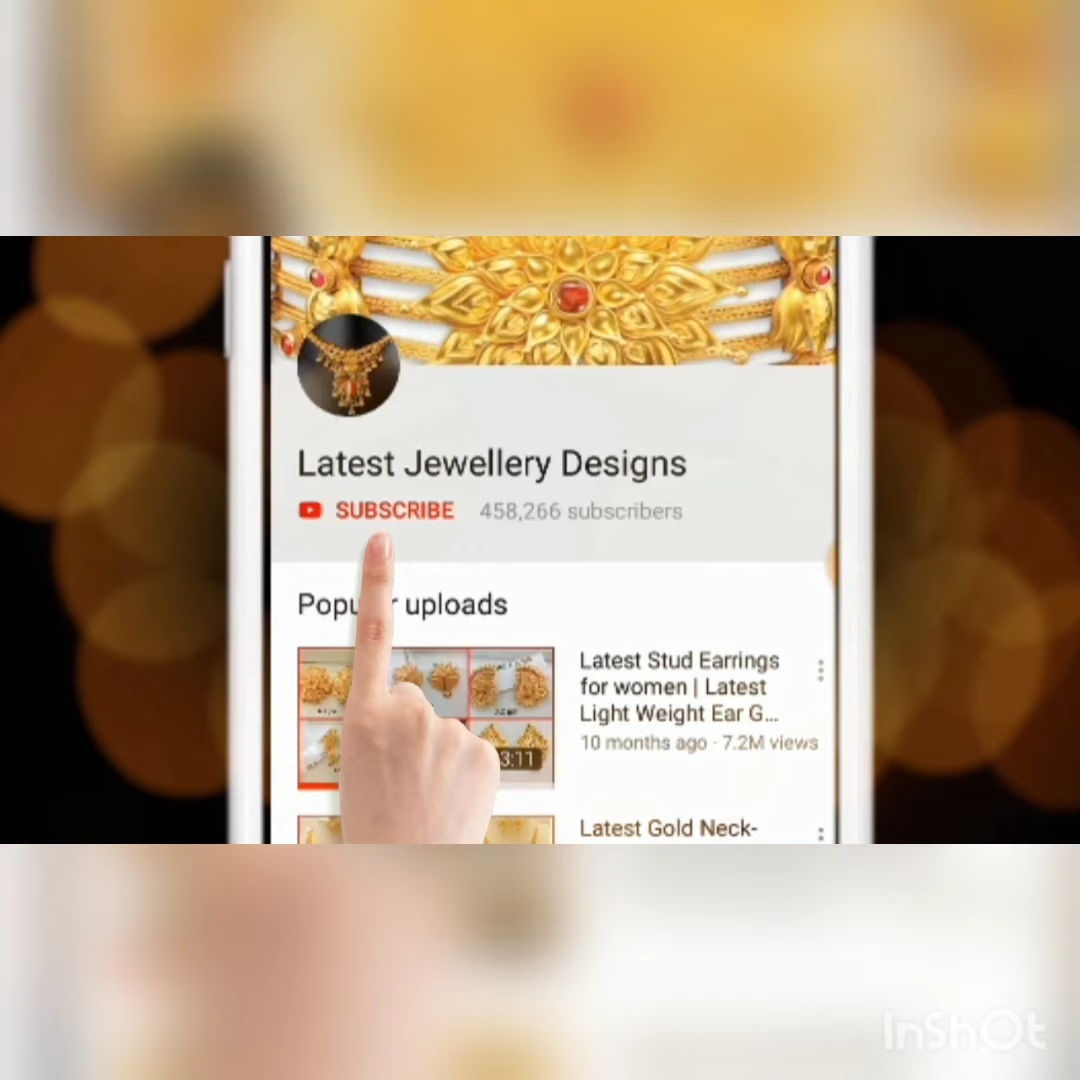 Latest Jewellery Designs
SUBSCRIBE 458,266 subscribers
uploads
Latest Stud Earrings
for women | Latest
Light Weight Ear G...
10 months ago · 7.2M views
3:11
Latest Gold Neck-
InShOt